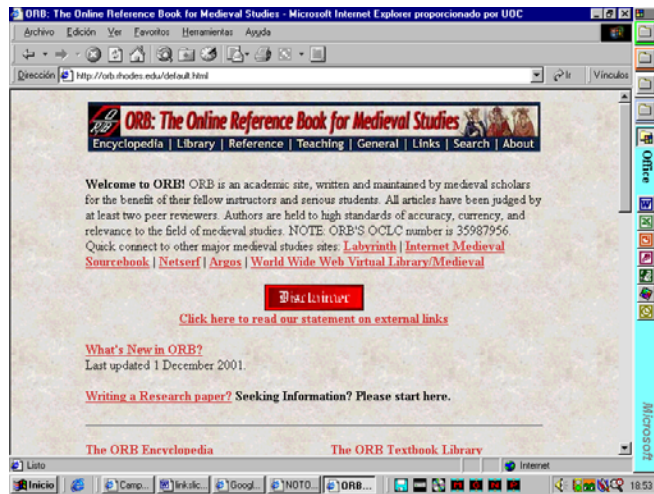 ORB: The Online Reference Book for Medieval Studies - Microsoft Internet Explorer proporcionado por UOC
Archivo Edición Ver Favoritos Herramientas Ayuda
Dirección http://orb.rhodes.edu/default.html Ir Vínculos
ORB: The Online Reference Book for Medieval Studies
Encyclopedia | Library | Reference | Teaching | General | Links | Search | About
Welcome to ORB! ORB is an academic site, written and maintained by medieval scholars
for the benefit of their fellow instructors and serious students. All articles have been judged by
at least two peer reviewers. Authors are held to high standards of accuracy, currency, and
relevance to the field of medieval studies. NOTE: ORB'S OCLC number is 35987956.
Quick connect to other major medieval studies sites: Labyrinth | Internet Medieval
Sourcebook | Netserf | Argos | World Wide Web Virtual Library/Medieval
Disclaimer
Click here to read our statement on external links
What's New in ORB?
Last updated 1 December 2001.
Writing a Research paper? Seeking Information? Please start here.
The ORB Encyclopedia The ORB Textbook Library
Office
Microsoft
Listo Internet
Inicio Camp... link:slic... Googl... NOTO... ORB... 18:53